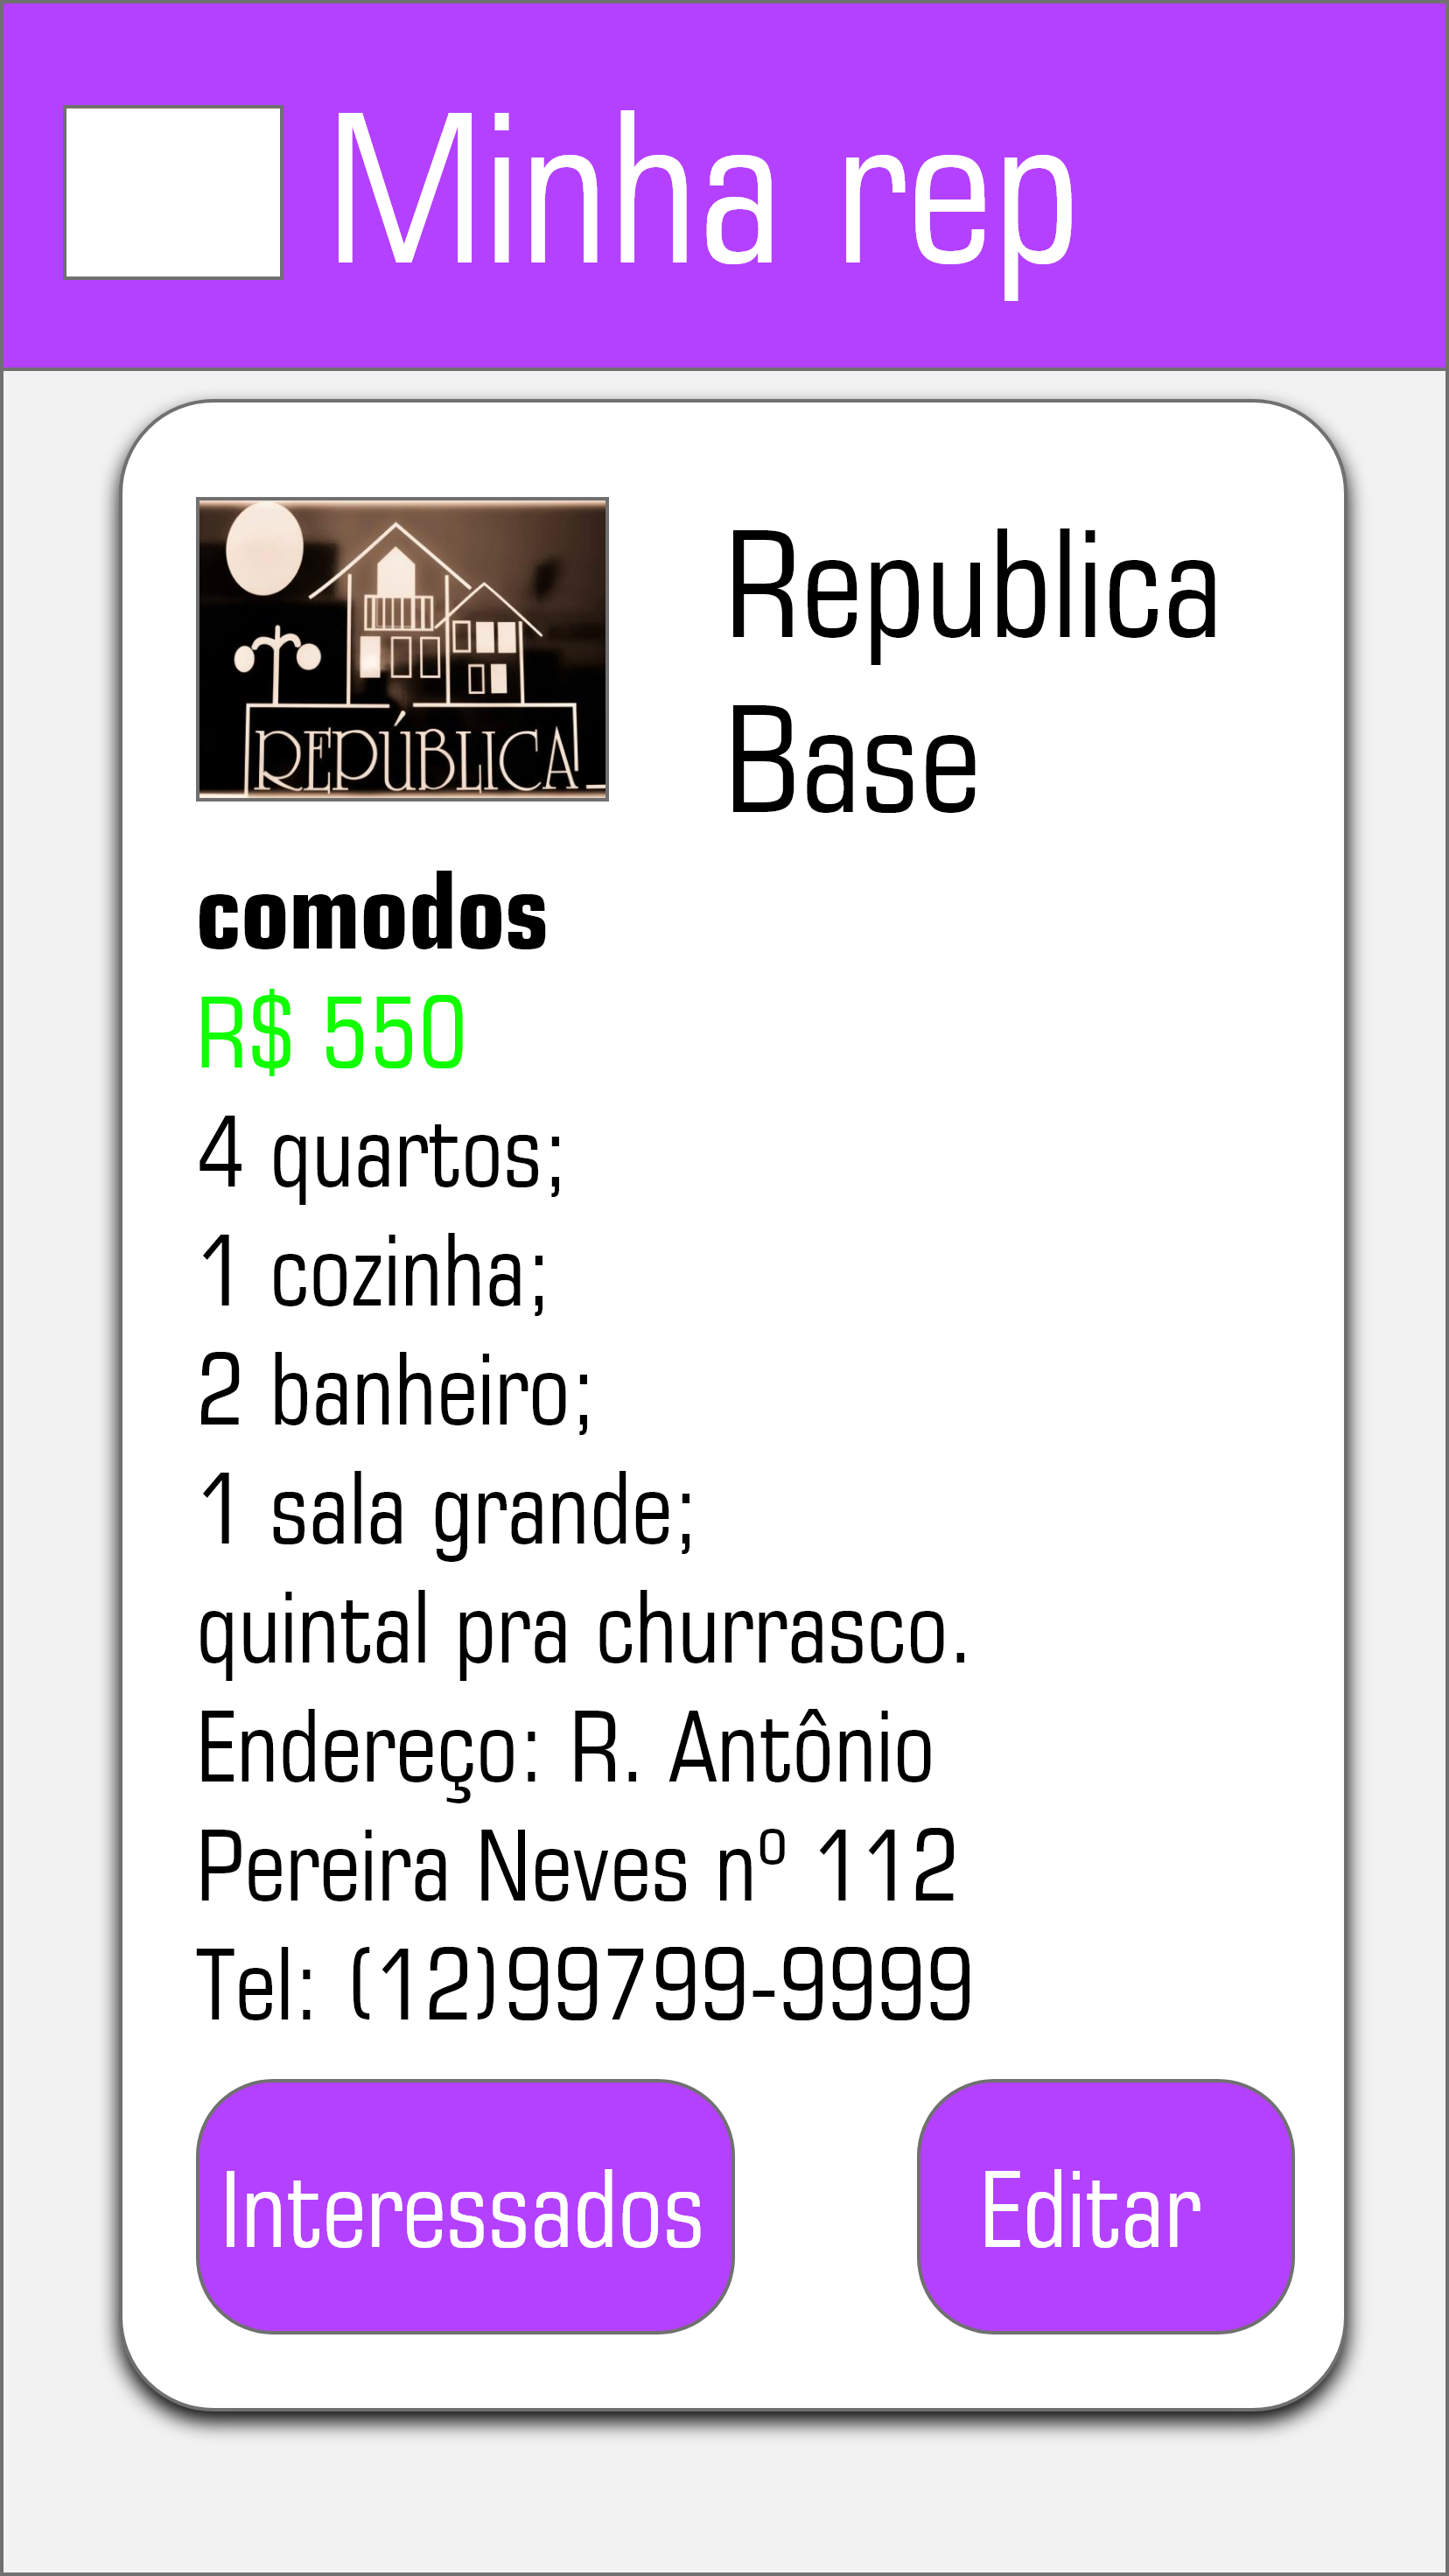 Minha rep
REPÚBLICA
Republica
Base
comodos
R$ 550
4 quartos;
1 cozinha;
2 banheiro;
1 sala grande;
quintal pra churrasco.
Endereço: R. Antônio
Pereira Neves nº 112
Tel: (12)99799-9999
Interessados
Editar